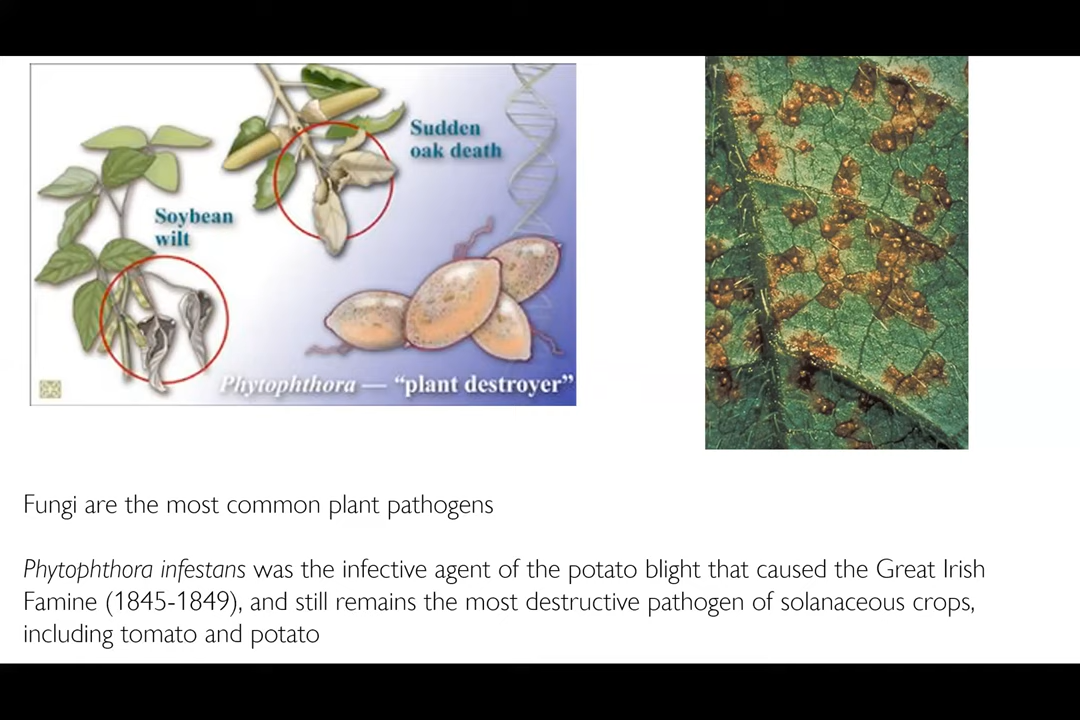 Sudden
oak death
Soybean
wilt
Phytophthora — “plant destroyer”
Fungi are the most common plant pathogens
Phytophthora infestans was the infective agent of the potato blight that caused the Great Irish
Famine (1845-1849), and still remains the most destructive pathogen of solanaceous crops,
including tomato and potato